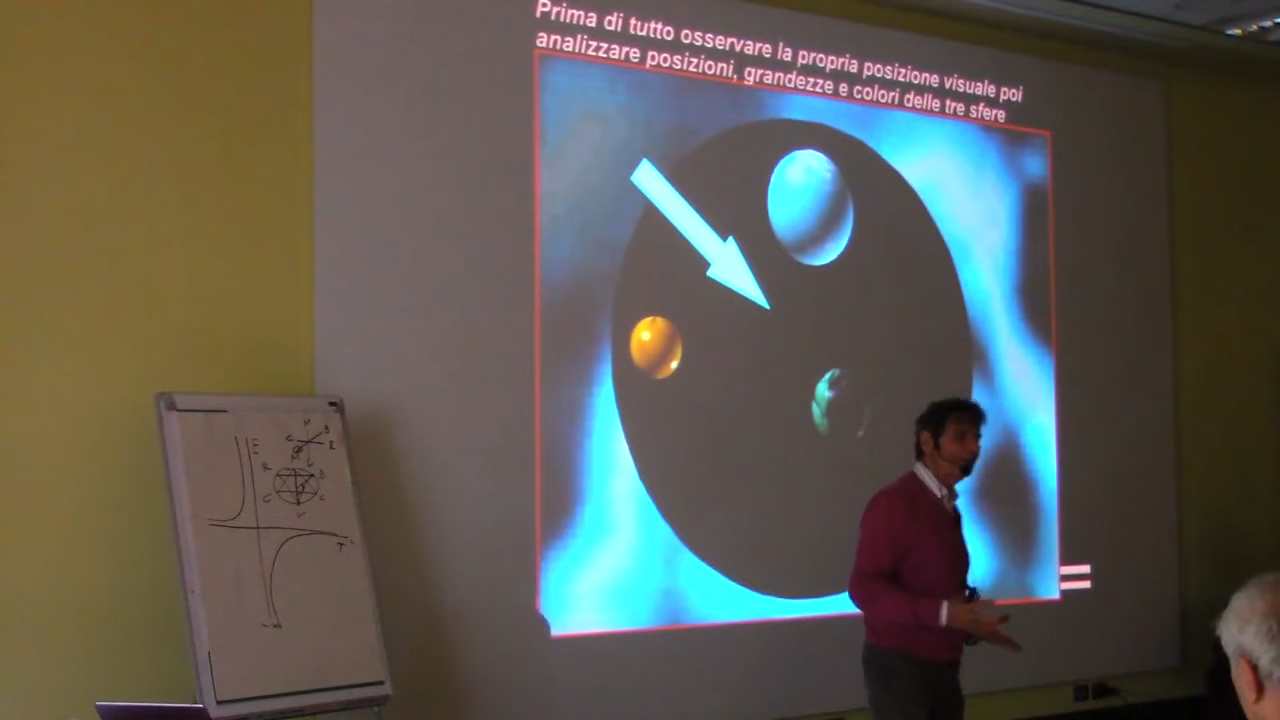 Prima di tutto osservare la propria posizione visuale poi
analizzare posizioni, grandezze e colori delle tre sfere
E
M
B
C
R
M
R
B
G
C
V
T